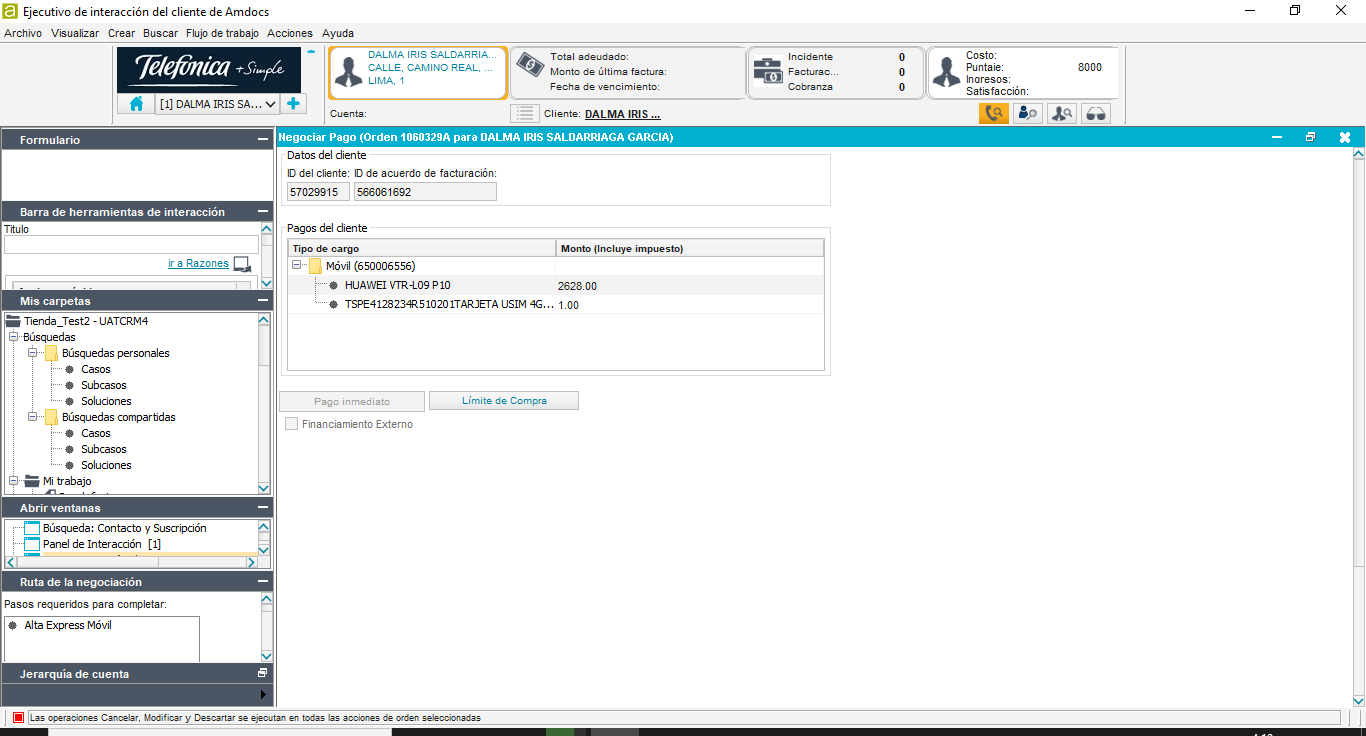 Ejecutivo de interacción del cliente de Amdocs
Archivo Visualizar Crear Buscar Flujo de trabajo Acciones Ayuda
Telefónica +Simple
[1] DALMA IRIS SA...
DALMA IRIS SALDARRIA...
CALLE, CAMINO REAL, ...
LIMA, 1
Total adeudado:
Monto de última factura:
Fecha de vencimiento:
Incidente 0
Facturac... 0
Cobranza 0
Costo:
Puntaie: 8000
Ingresos:
Satisfacción:
Cuenta:
Cliente: DALMA IRIS ...
Formulario
Barra de herramientas de interacción
Título
ir a Razones
Mis carpetas
Tienda_Test2 - UATCRM4
Búsquedas
Búsquedas personales
Casos
Subcasos
Soluciones
Búsquedas compartidas
Casos
Subcasos
Soluciones
Mi trabajo
Abrir ventanas
Búsqueda: Contacto y Suscripción
Panel de Interacción [1]
Ruta de la negociación
Pasos requeridos para completar:
Alta Express Móvil
Jerarquía de cuenta
Negociar Pago (Orden 1060329A para DALMA IRIS SALDARRIAGA GARCIA)
Datos del cliente
ID del cliente: ID de acuerdo de facturación:
57029915 566061692
Pagos del cliente
Tipo de cargo Monto (Incluye impuesto)
Móvil (650006556)
HUAWEI VTR-L09 P10 2628.00
TSPE4128234R510201TARJETA USIM 4G... 1.00
Pago inmediato Límite de Compra
Financiamiento Externo
Las operaciones Cancelar, Modificar y Descartar se ejecutan en todas las acciones de orden seleccionadas